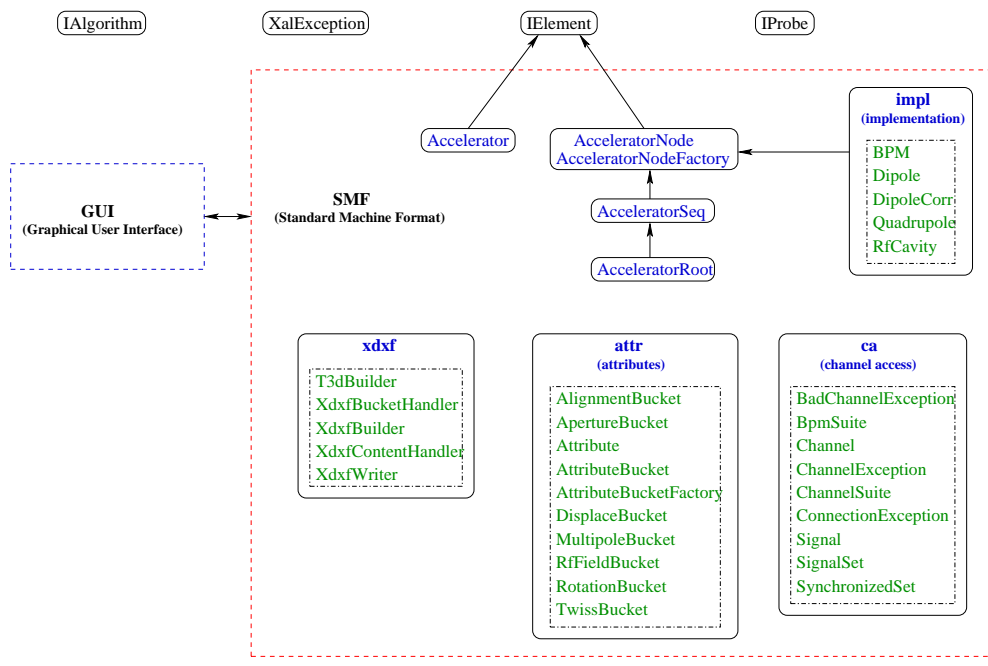 IAlgorithm
XalException
IElement
IProbe
impl
(implementation)
BPM
Dipole
DipoleCorr
Quadrupole
RfCavity
Accelerator
AcceleratorNode
AcceleratorNodeFactory
AcceleratorSeq
AcceleratorRoot
GUI
(Graphical User Interface)
SMF
(Standard Machine Format)
xdxf
T3dBuilder
XdxfBucketHandler
XdxfBuilder
XdxfContentHandler
XdxfWriter
attr
(attributes)
AlignmentBucket
ApertureBucket
Attribute
AttributeBucket
AttributeBucketFactory
DisplaceBucket
MultipoleBucket
RfFieldBucket
RotationBucket
TwissBucket
ca
(channel access)
BadChannelException
BpmSuite
Channel
ChannelException
ChannelSuite
ConnectionException
Signal
SignalSet
SynchronizedSet